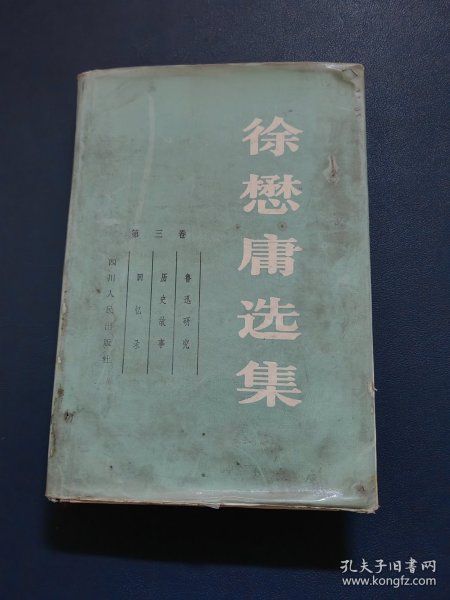 徐懋庸选集
第三卷
鲁迅研究
历史故事
回忆录
四川人民出版社
孔夫子旧书网
www.kongfz.com